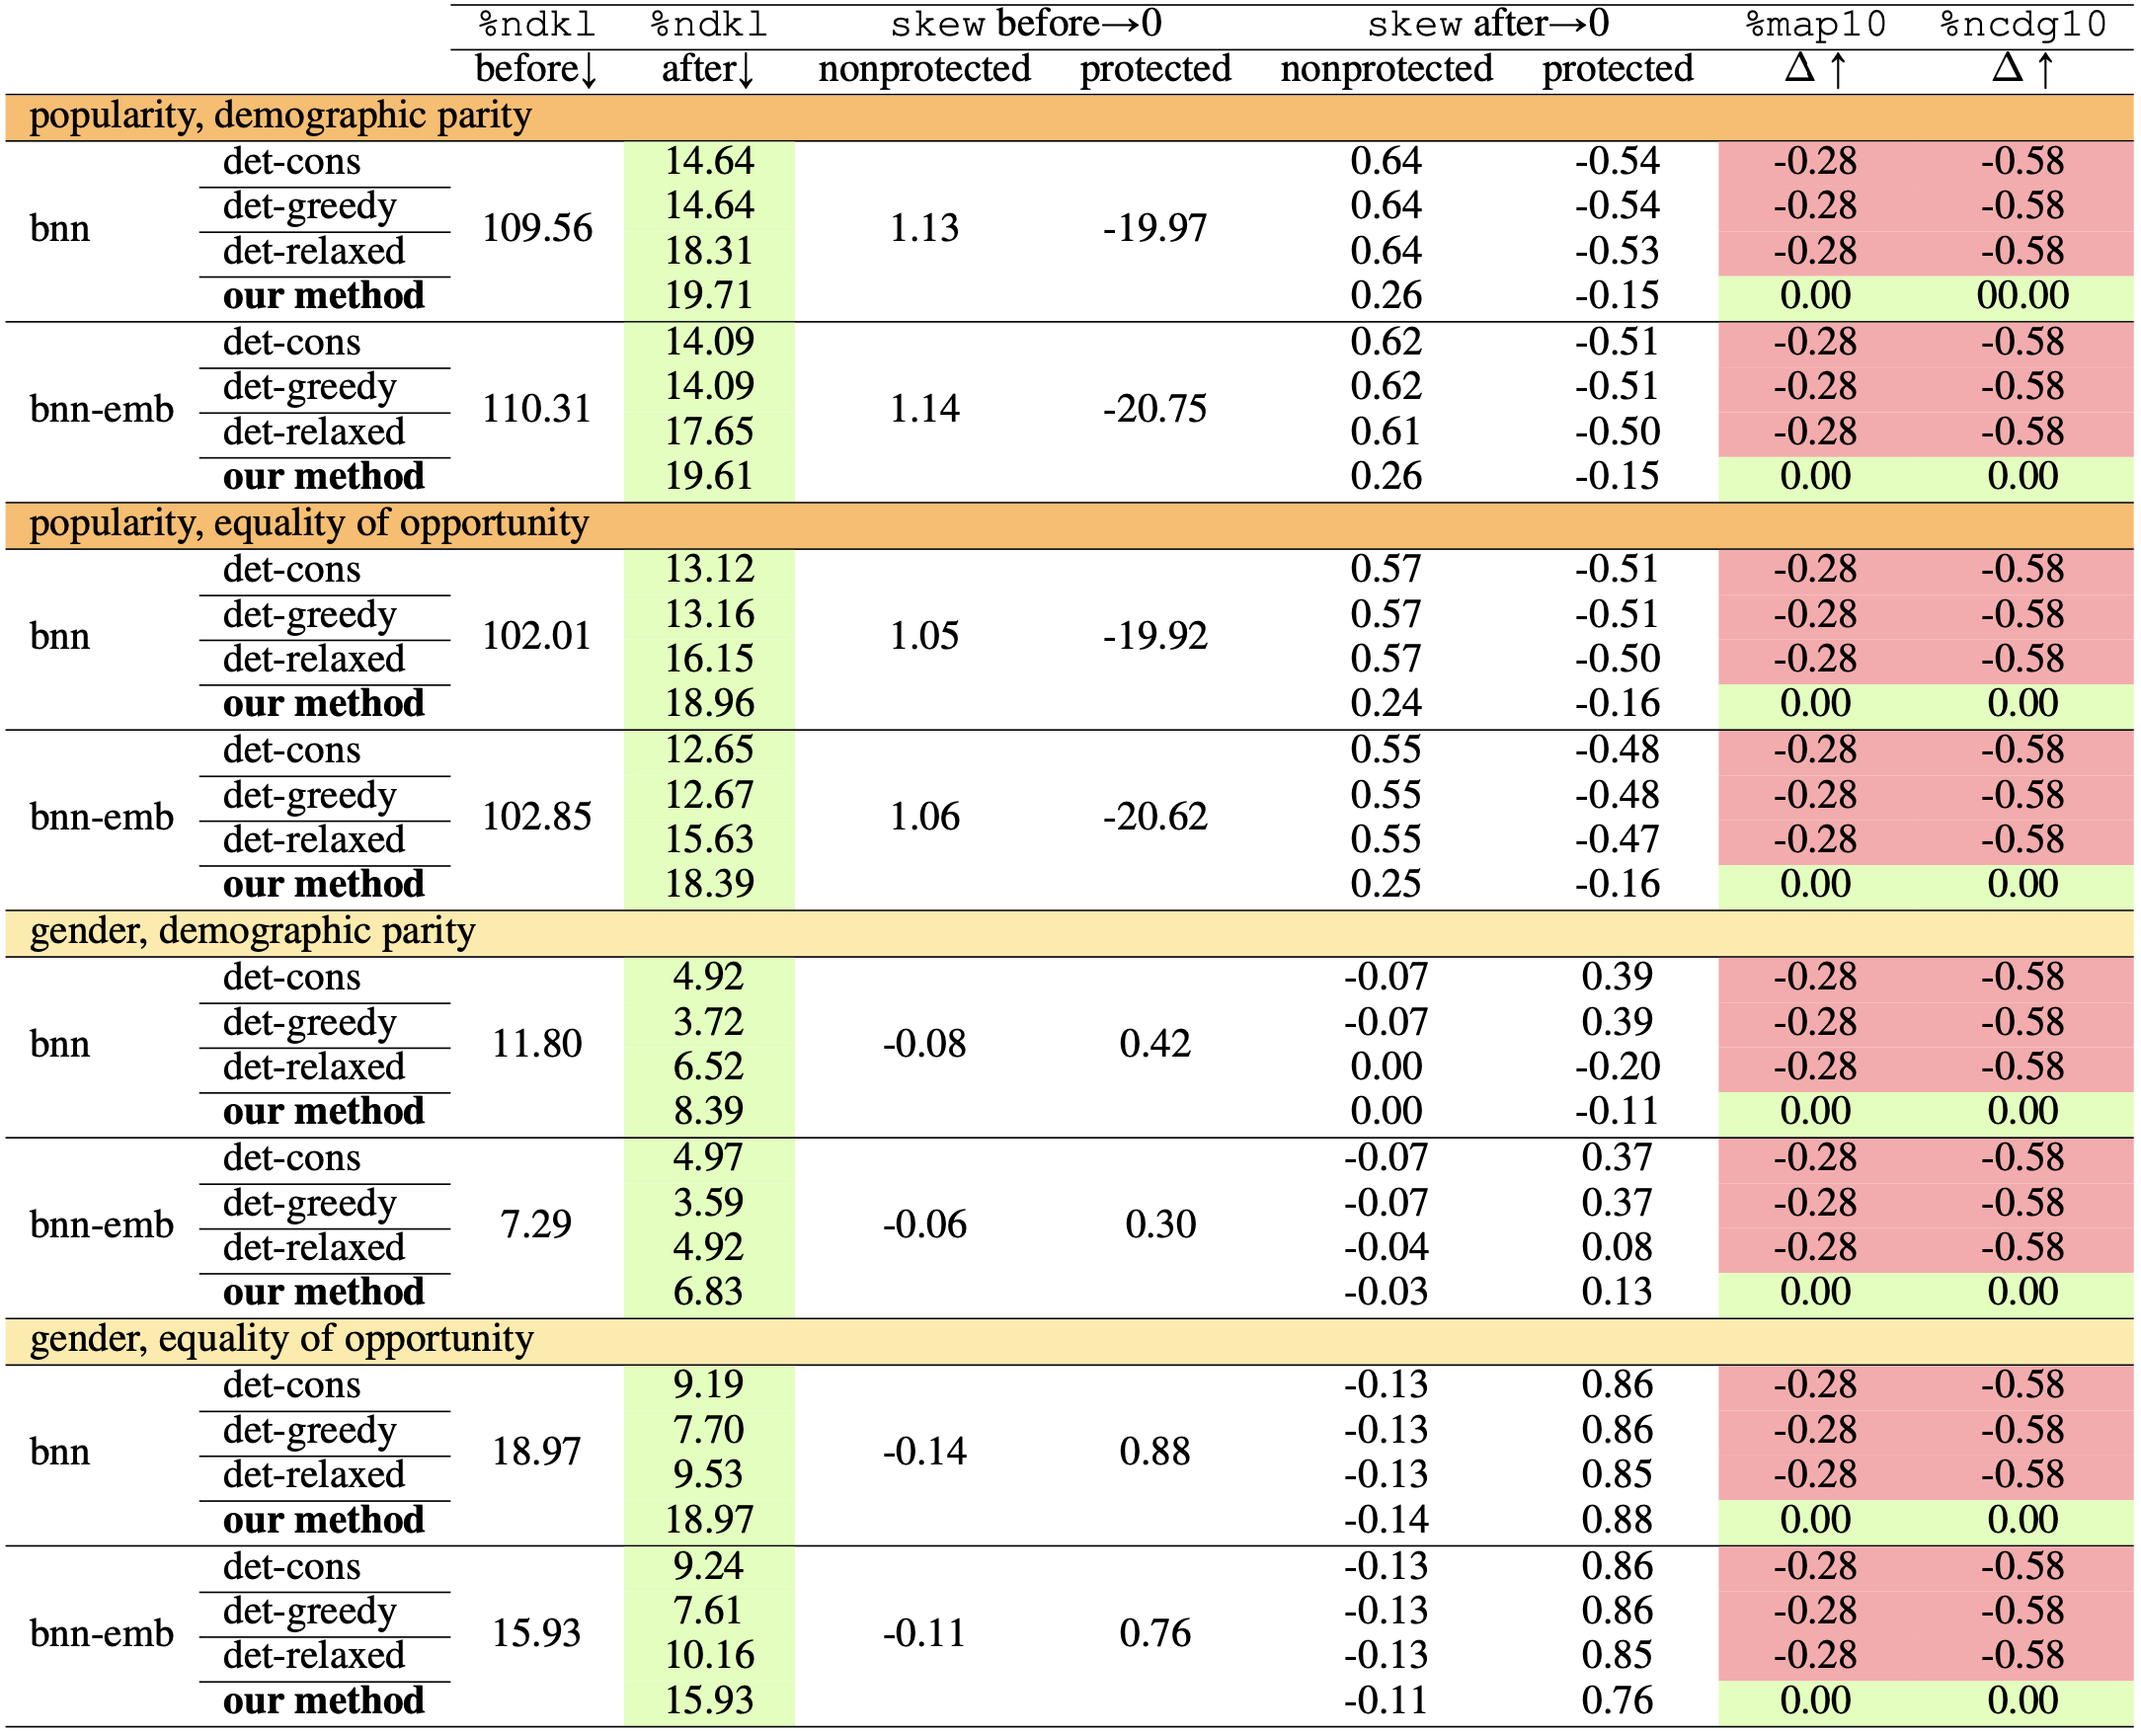 %ndkl %ndkl skew before→0 skew after→0 %map10 %ncdg10
before↓ after↓ nonprotected protected nonprotected protected Δ ↑ Δ ↑
popularity, demographic parity
det-cons 14.64 0.64 -0.54 -0.28 -0.58
det-greedy 14.64 0.64 -0.54 -0.28 -0.58
bnn 109.56 1.13 -19.97
det-relaxed 18.31 0.64 -0.53 -0.28 -0.58
our method 19.71 0.26 -0.15 0.00 00.00
det-cons 14.09 0.62 -0.51 -0.28 -0.58
det-greedy 14.09 0.62 -0.51 -0.28 -0.58
bnn-emb 110.31 1.14 -20.75
det-relaxed 17.65 0.61 -0.50 -0.28 -0.58
our method 19.61 0.26 -0.15 0.00 0.00
popularity, equality of opportunity
det-cons 13.12 0.57 -0.51 -0.28 -0.58
det-greedy 13.16 0.57 -0.51 -0.28 -0.58
bnn 102.01 1.05 -19.92
det-relaxed 16.15 0.57 -0.50 -0.28 -0.58
our method 18.96 0.24 -0.16 0.00 0.00
det-cons 12.65 0.55 -0.48 -0.28 -0.58
det-greedy 12.67 0.55 -0.48 -0.28 -0.58
bnn-emb 102.85 1.06 -20.62
det-relaxed 15.63 0.55 -0.47 -0.28 -0.58
our method 18.39 0.25 -0.16 0.00 0.00
gender, demographic parity
det-cons 4.92 -0.07 0.39 -0.28 -0.58
det-greedy 3.72 -0.07 0.39 -0.28 -0.58
bnn 11.80 -0.08 0.42
det-relaxed 6.52 0.00 -0.20 -0.28 -0.58
our method 8.39 0.00 -0.11 0.00 0.00
det-cons 4.97 -0.07 0.37 -0.28 -0.58
det-greedy 3.59 -0.07 0.37 -0.28 -0.58
bnn-emb 7.29 -0.06 0.30
det-relaxed 4.92 -0.04 0.08 -0.28 -0.58
our method 6.83 -0.03 0.13 0.00 0.00
gender, equality of opportunity
det-cons 9.19 -0.13 0.86 -0.28 -0.58
det-greedy 7.70 -0.13 0.86 -0.28 -0.58
bnn 18.97 -0.14 0.88
det-relaxed 9.53 -0.13 0.85 -0.28 -0.58
our method 18.97 -0.14 0.88 0.00 0.00
det-cons 9.24 -0.13 0.86 -0.28 -0.58
det-greedy 7.61 -0.13 0.86 -0.28 -0.58
bnn-emb 15.93 -0.11 0.76
det-relaxed 10.16 -0.13 0.85 -0.28 -0.58
our method 15.93 -0.11 0.76 0.00 0.00